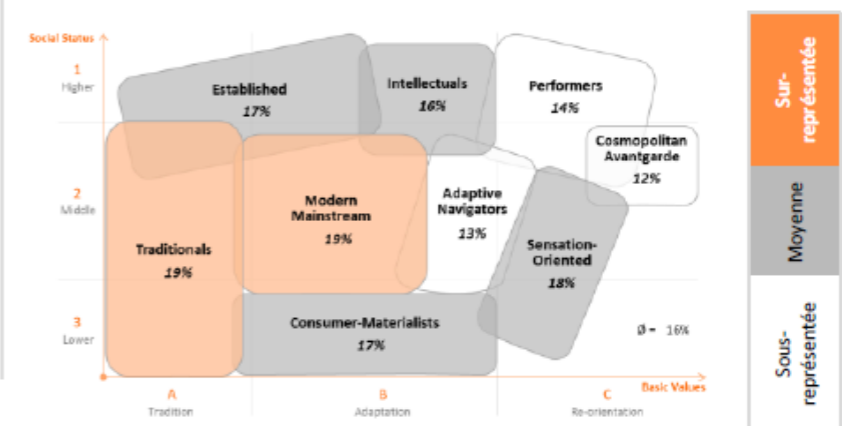 Social Status
1
Higher
Established
17%
Intellectuals
16%
Performers
14%
Cosmopolitan
Avantgarde
12%
2
Middle
Traditionals
19%
Modern
Mainstream
19%
Adaptive
Navigators
13%
Sensation-
Oriented
18%
3
Lower
Consumer-Materialists
17%
Ø = 16%
Basic Values
A
Tradition
B
Adaptation
C
Re-orientation
Sur-
représentée
Moyenne
Sous-
représentée